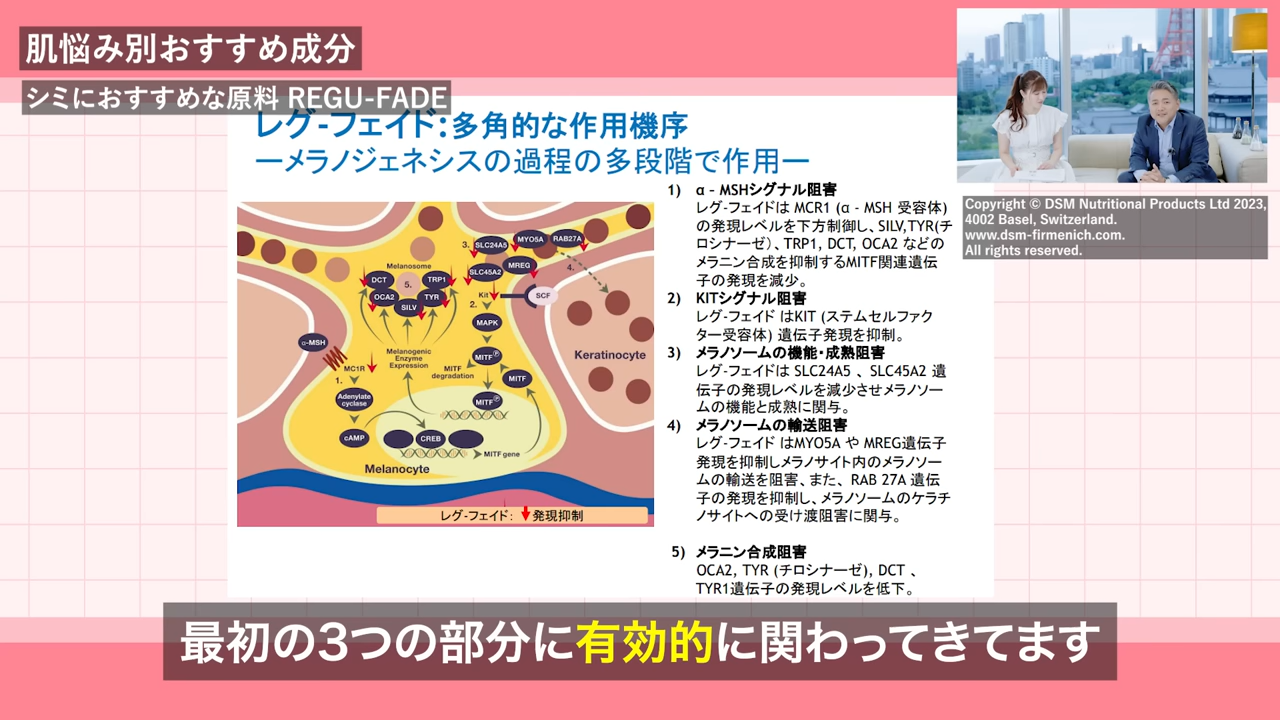 肌悩み別おすすめ成分
シミにおすすめな原料 REGU-FADE
レグ-フェイド:多角的な作用機序
ーメラノジェネシスの過程の多段階で作用ー
Copyright © DSM Nutritional Products Ltd 2023,
4002 Basel, Switzerland.
www.dsm-firmenich.com.
All rights reserved.
Melanosome
DCT
5.
TRP1
OCA2
TYR
SILV
3.
SLC24A5
MYO5A
RAB27A
SLC45A2
MREG
4.
Kit
SCF
2.
MAPK
α-MSH
MC1R
1.
Melanogenic
Enzyme
Expression
MITF
degradation
MITF P
MITF
MITF P
Keratinocyte
Adenylate
cyclase
cAMP
CREB
MITF gene
Melanocyte
レグ-フェイド: 発現抑制
1) α - MSHシグナル阻害
レグ-フェイドは MCR1 (α - MSH 受容体)
の発現レベルを下方制御し、SILV,TYR(チ
ロシナーゼ)、TRP1, DCT, OCA2 などの
メラニン合成を抑制するMITF関連遺伝
子の発現を減少。
2) KITシグナル阻害
レグ-フェイド はKIT (ステムセルファク
ター受容体) 遺伝子発現を抑制。
3) メラノソームの機能・成熟阻害
レグ-フェイドは SLC24A5 、 SLC45A2 遺
伝子の発現レベルを減少させメラノソー
ムの機能と成熟に関与。
4) メラノソームの輸送阻害
レグ-フェイド はMYO5A や MREG遺伝子
発現を抑制しメラノサイト内のメラノソー
ムの輸送を阻害、また、 RAB 27A 遺伝
子の発現を抑制し、メラノソームのケラチ
ノサイトへの受け渡阻害に関与。
5) メラニン合成阻害
OCA2, TYR (チロシナーゼ), DCT 、
TYR1遺伝子の発現レベルを低下。
最初の3つの部分に有効的に関わってきてます